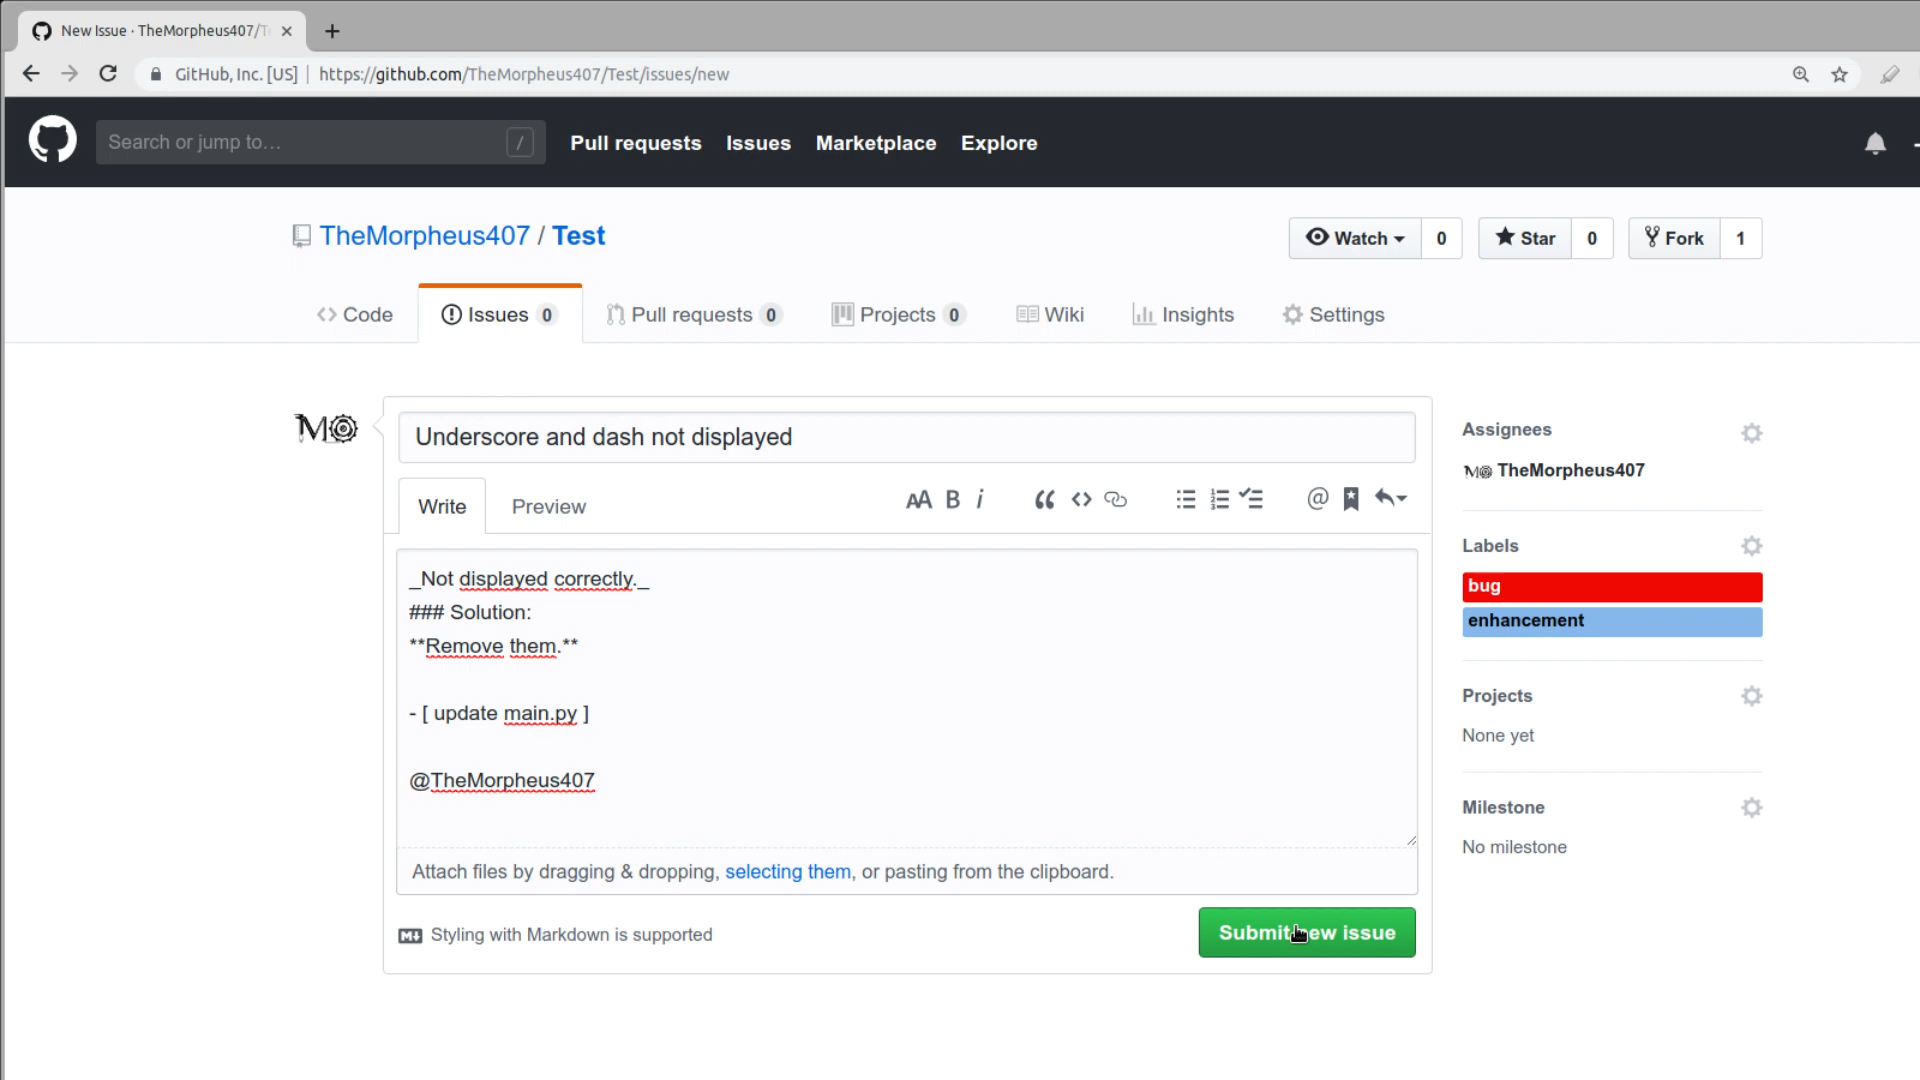 New Issue · TheMorpheus407/T
GitHub, Inc. [US] | https://github.com/TheMorpheus407/Test/issues/new
Search or jump to… / Pull requests Issues Marketplace Explore
TheMorpheus407 / Test
Watch 0 Star 0 Fork 1
Code Issues 0 Pull requests 0 Projects 0 Wiki Insights Settings
Underscore and dash not displayed
Assignees
TheMorpheus407
Write Preview AA B i @
_Not displayed correctly._
### Solution:
**Remove them.**
- [ update main.py ]
@TheMorpheus407
Labels
bug
enhancement
Projects
None yet
Milestone
No milestone
Attach files by dragging & dropping, selecting them, or pasting from the clipboard.
M Styling with Markdown is supported
Submit new issue